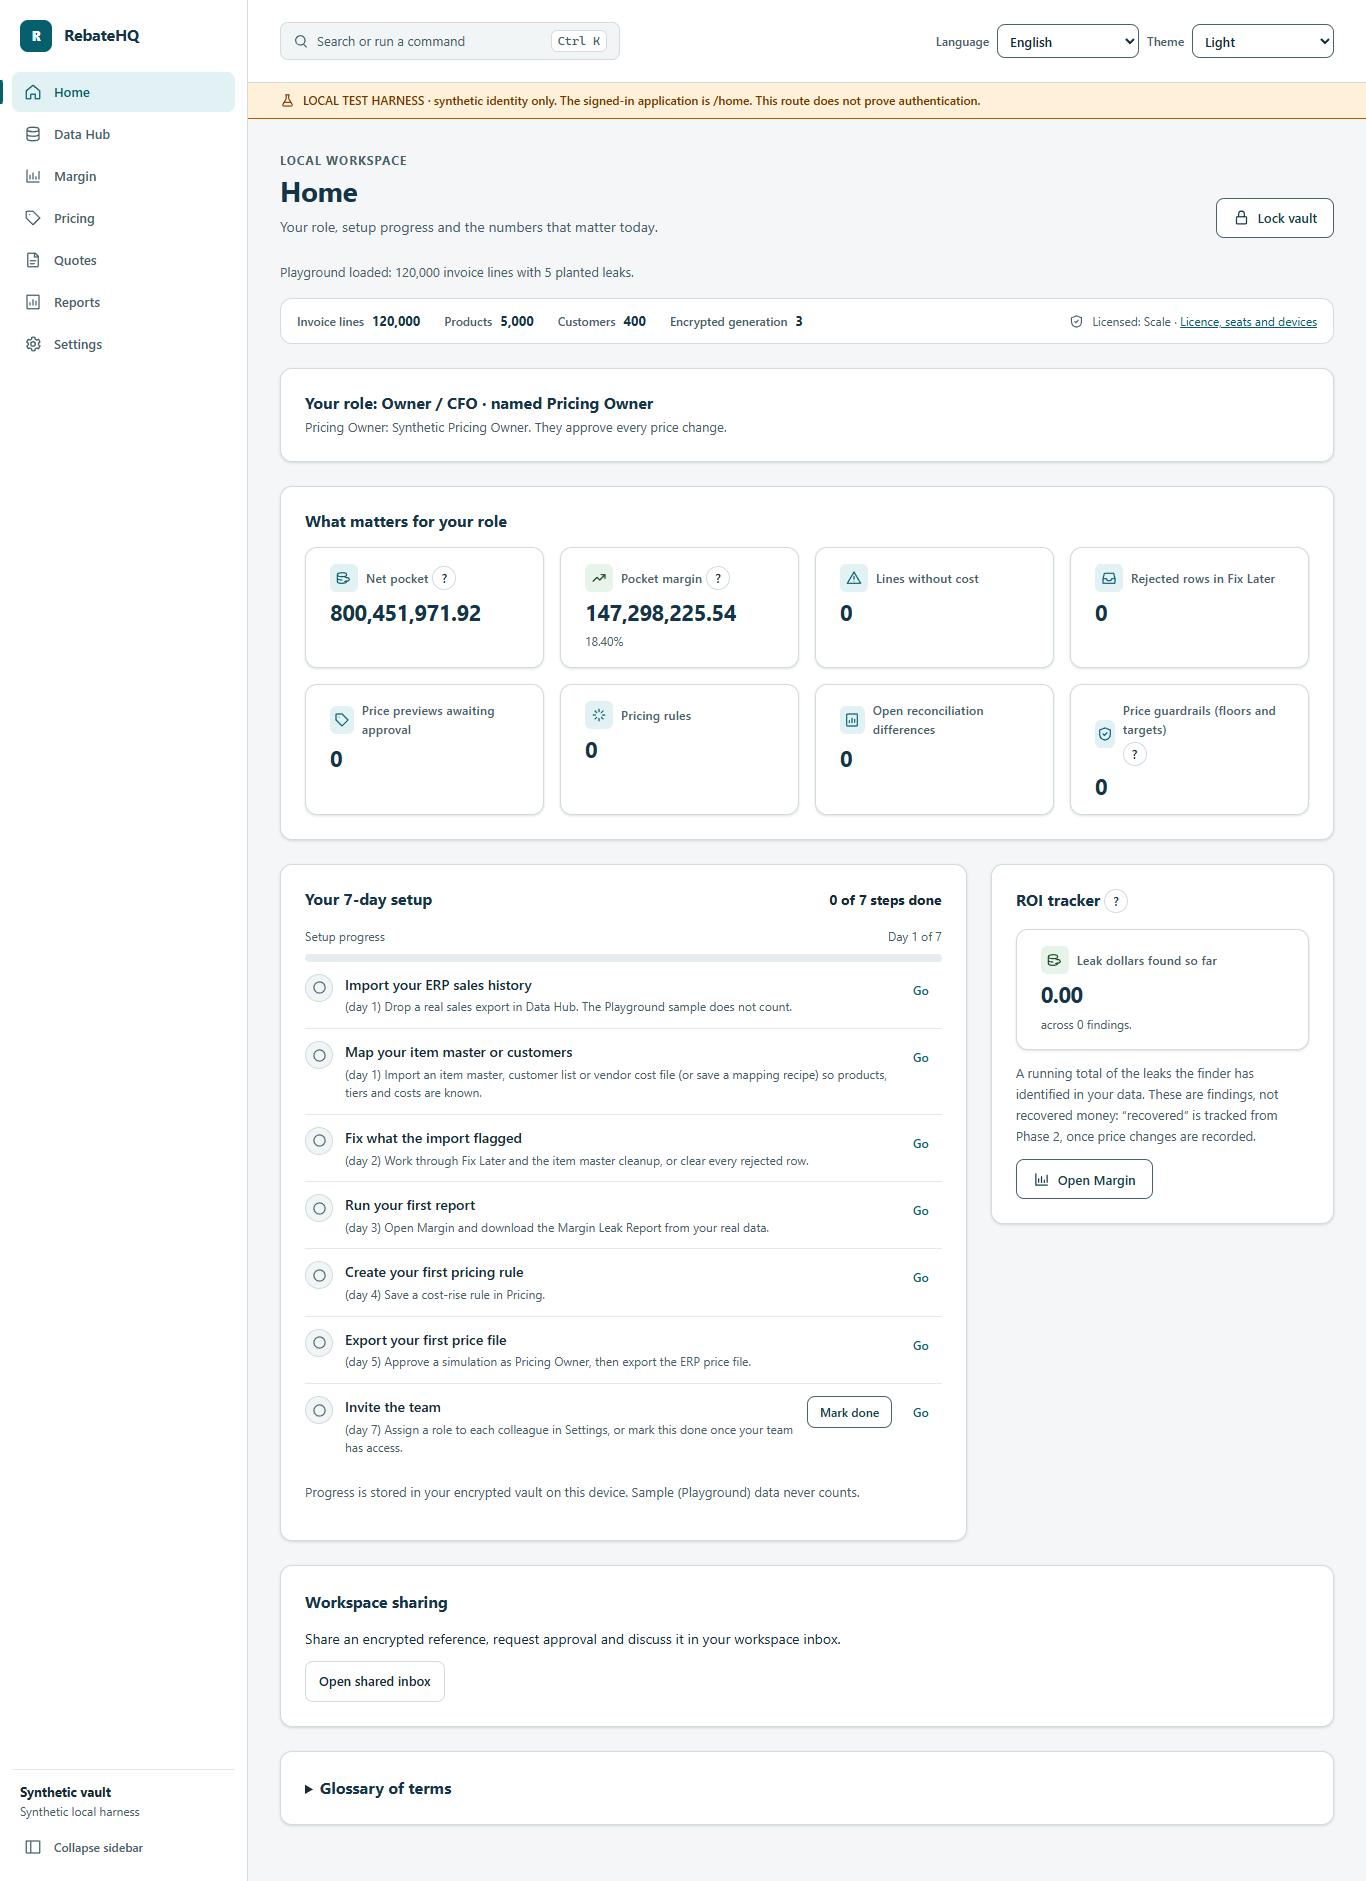 R RebateHQ
Home
Data Hub
Margin
Pricing
Quotes
Reports
Settings
Synthetic vault
Synthetic local harness
Collapse sidebar
Search or run a command Ctrl K
Language English Theme Light
LOCAL TEST HARNESS · synthetic identity only. The signed-in application is /home. This route does not prove authentication.
LOCAL WORKSPACE
Home
Your role, setup progress and the numbers that matter today.
Lock vault
Playground loaded: 120,000 invoice lines with 5 planted leaks.
Invoice lines 120,000 Products 5,000 Customers 400 Encrypted generation 3 Licensed: Scale · Licence, seats and devices
Your role: Owner / CFO · named Pricing Owner
Pricing Owner: Synthetic Pricing Owner. They approve every price change.
What matters for your role
Net pocket ?
800,451,971.92
Pocket margin ?
147,298,225.54
18.40%
Lines without cost
0
Rejected rows in Fix Later
0
Price previews awaiting
approval
0
Pricing rules
0
Open reconciliation
differences
0
Price guardrails (floors and
targets)
?
0
Your 7-day setup 0 of 7 steps done
Setup progress Day 1 of 7
Import your ERP sales history
(day 1) Drop a real sales export in Data Hub. The Playground sample does not count.
Go
Map your item master or customers
(day 1) Import an item master, customer list or vendor cost file (or save a mapping recipe) so products,
tiers and costs are known.
Go
Fix what the import flagged
(day 2) Work through Fix Later and the item master cleanup, or clear every rejected row.
Go
Run your first report
(day 3) Open Margin and download the Margin Leak Report from your real data.
Go
Create your first pricing rule
(day 4) Save a cost-rise rule in Pricing.
Go
Export your first price file
(day 5) Approve a simulation as Pricing Owner, then export the ERP price file.
Go
Invite the team
(day 7) Assign a role to each colleague in Settings, or mark this done once your team
has access.
Mark done Go
Progress is stored in your encrypted vault on this device. Sample (Playground) data never counts.
ROI tracker ?
Leak dollars found so far
0.00
across 0 findings.
A running total of the leaks the finder has
identified in your data. These are findings, not
recovered money: “recovered” is tracked from
Phase 2, once price changes are recorded.
Open Margin
Workspace sharing
Share an encrypted reference, request approval and discuss it in your workspace inbox.
Open shared inbox
Glossary of terms